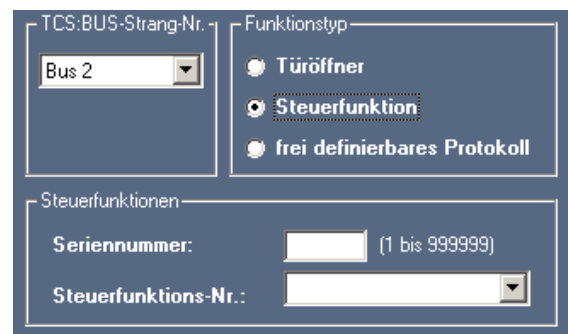 TCS:BUS-Strang-Nr.
Bus 2
Funktionstyp
Türöffner
Steuerfunktion
frei definierbares Protokoll
Steuerfunktionen
Seriennummer: (1 bis 999999)
Steuerfunktions-Nr.: